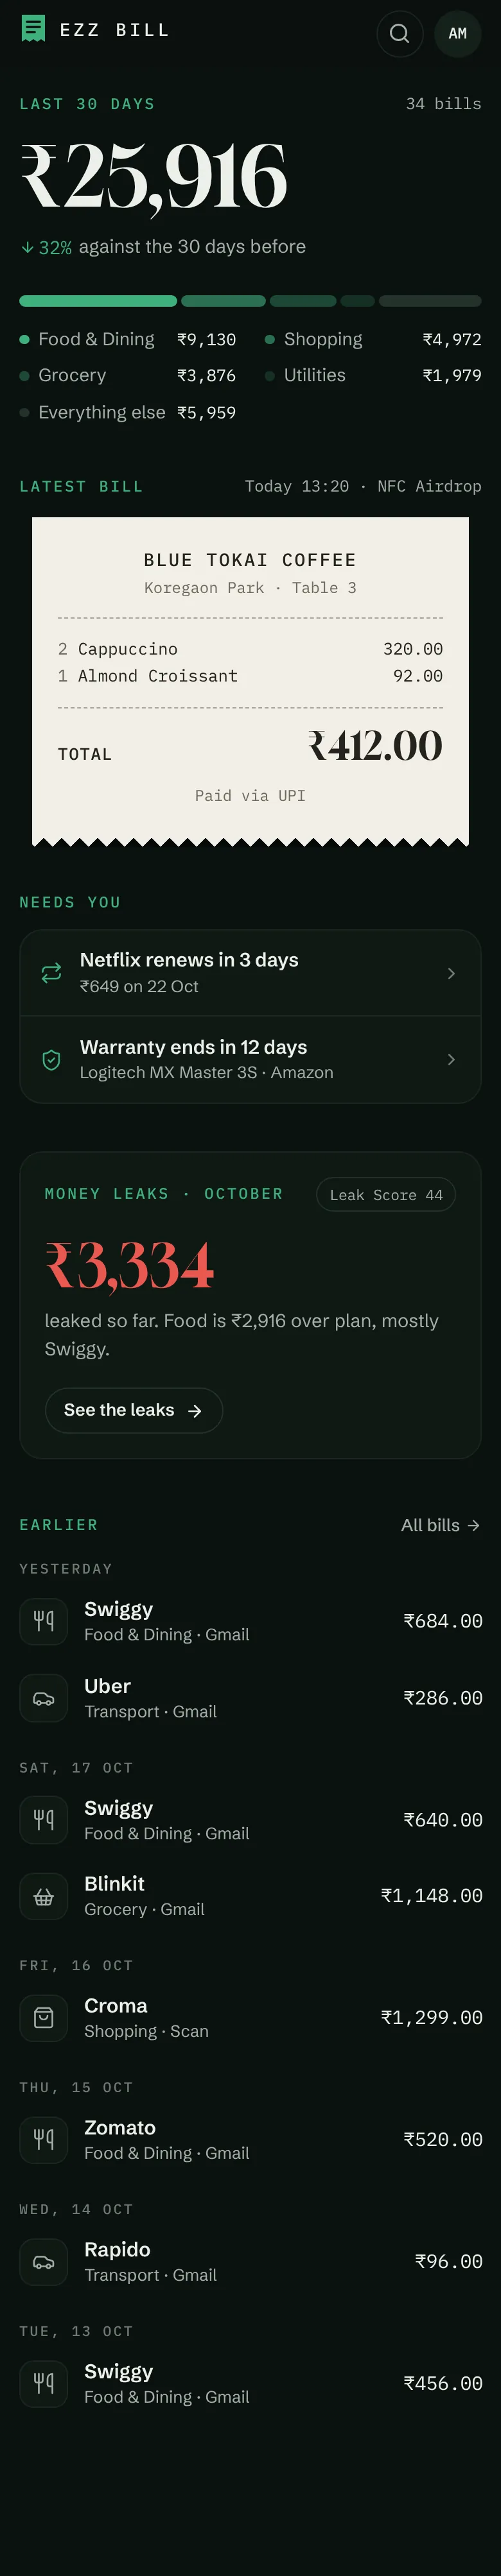 EZZ BILL
AM
LAST 30 DAYS 34 bills
₹25,916
↓ 32% against the 30 days before
Food & Dining ₹9,130 Shopping ₹4,972
Grocery ₹3,876 Utilities ₹1,979
Everything else ₹5,959
LATEST BILL Today 13:20 · NFC Airdrop
BLUE TOKAI COFFEE
Koregaon Park · Table 3
2 Cappuccino 320.00
1 Almond Croissant 92.00
TOTAL ₹412.00
Paid via UPI
NEEDS YOU
Netflix renews in 3 days
₹649 on 22 Oct
Warranty ends in 12 days
Logitech MX Master 3S · Amazon
MONEY LEAKS · OCTOBER Leak Score 44
₹3,334
leaked so far. Food is ₹2,916 over plan, mostly
Swiggy.
See the leaks →
EARLIER All bills →
YESTERDAY
Swiggy ₹684.00
Food & Dining · Gmail
Uber ₹286.00
Transport · Gmail
SAT, 17 OCT
Swiggy ₹640.00
Food & Dining · Gmail
Blinkit ₹1,148.00
Grocery · Gmail
FRI, 16 OCT
Croma ₹1,299.00
Shopping · Scan
THU, 15 OCT
Zomato ₹520.00
Food & Dining · Gmail
WED, 14 OCT
Rapido ₹96.00
Transport · Gmail
TUE, 13 OCT
Swiggy ₹456.00
Food & Dining · Gmail